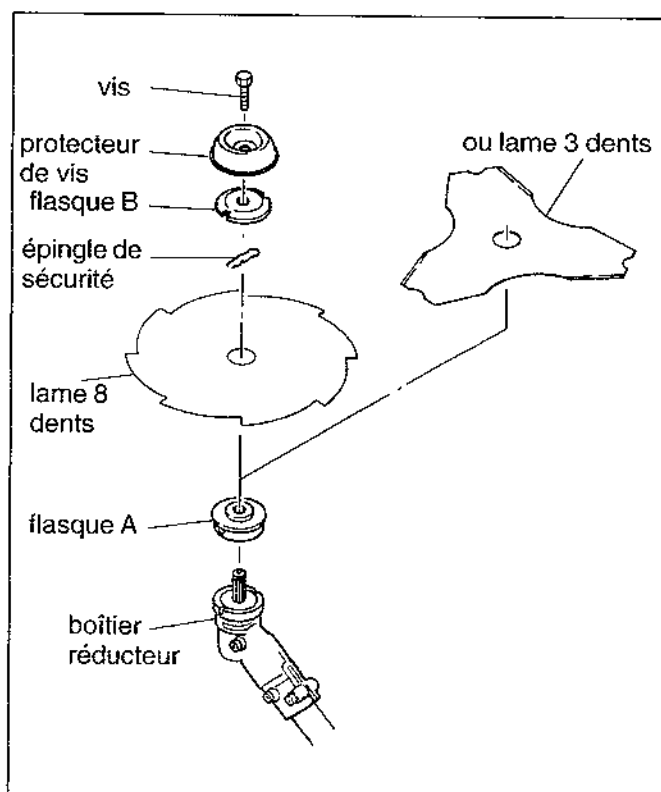 vis
protecteur
de vis
ou lame 3 dents
flasque B
épingle de
sécurité
lame 8
dents
flasque A
boîtier
réducteur